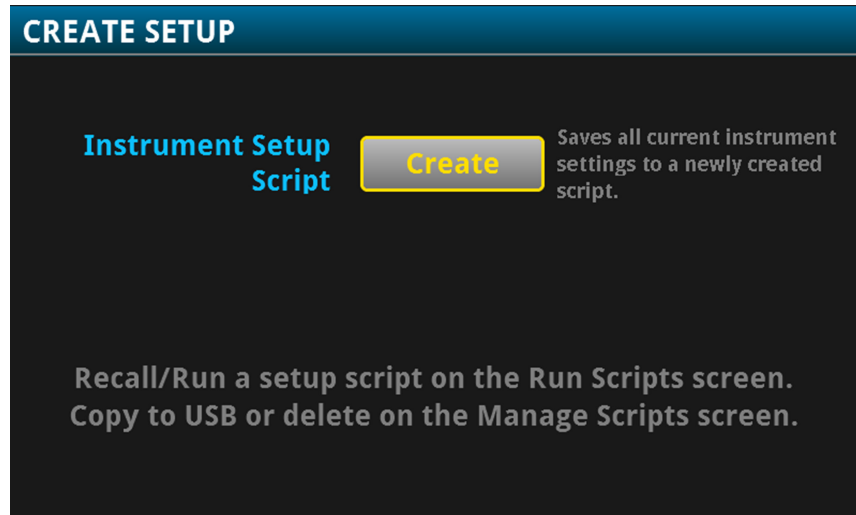 CREATE SETUP
Instrument Setup
Script
Create
Saves all current instrument
settings to a newly created
script.
Recall/Run a setup script on the Run Scripts screen.
Copy to USB or delete on the Manage Scripts screen.